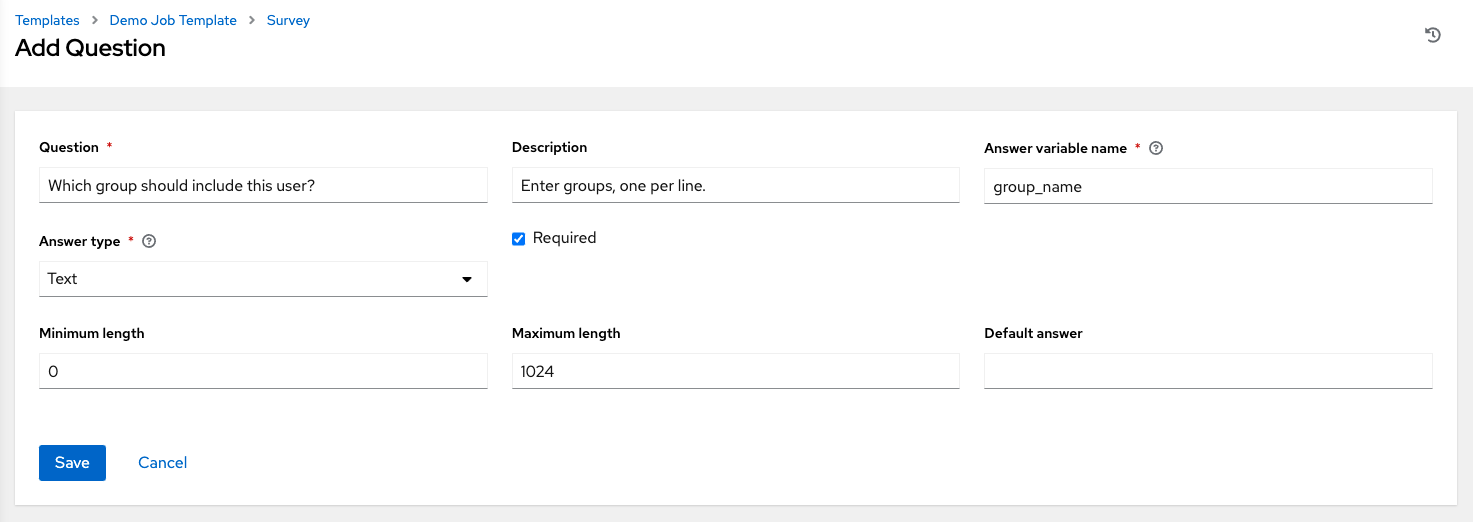 Templates > Demo Job Template > Survey
Add Question
Question * Description Answer variable name *
Which group should include this user? Enter groups, one per line. group_name
Answer type * Required
Text
Minimum length Maximum length Default answer
0 1024
Save Cancel